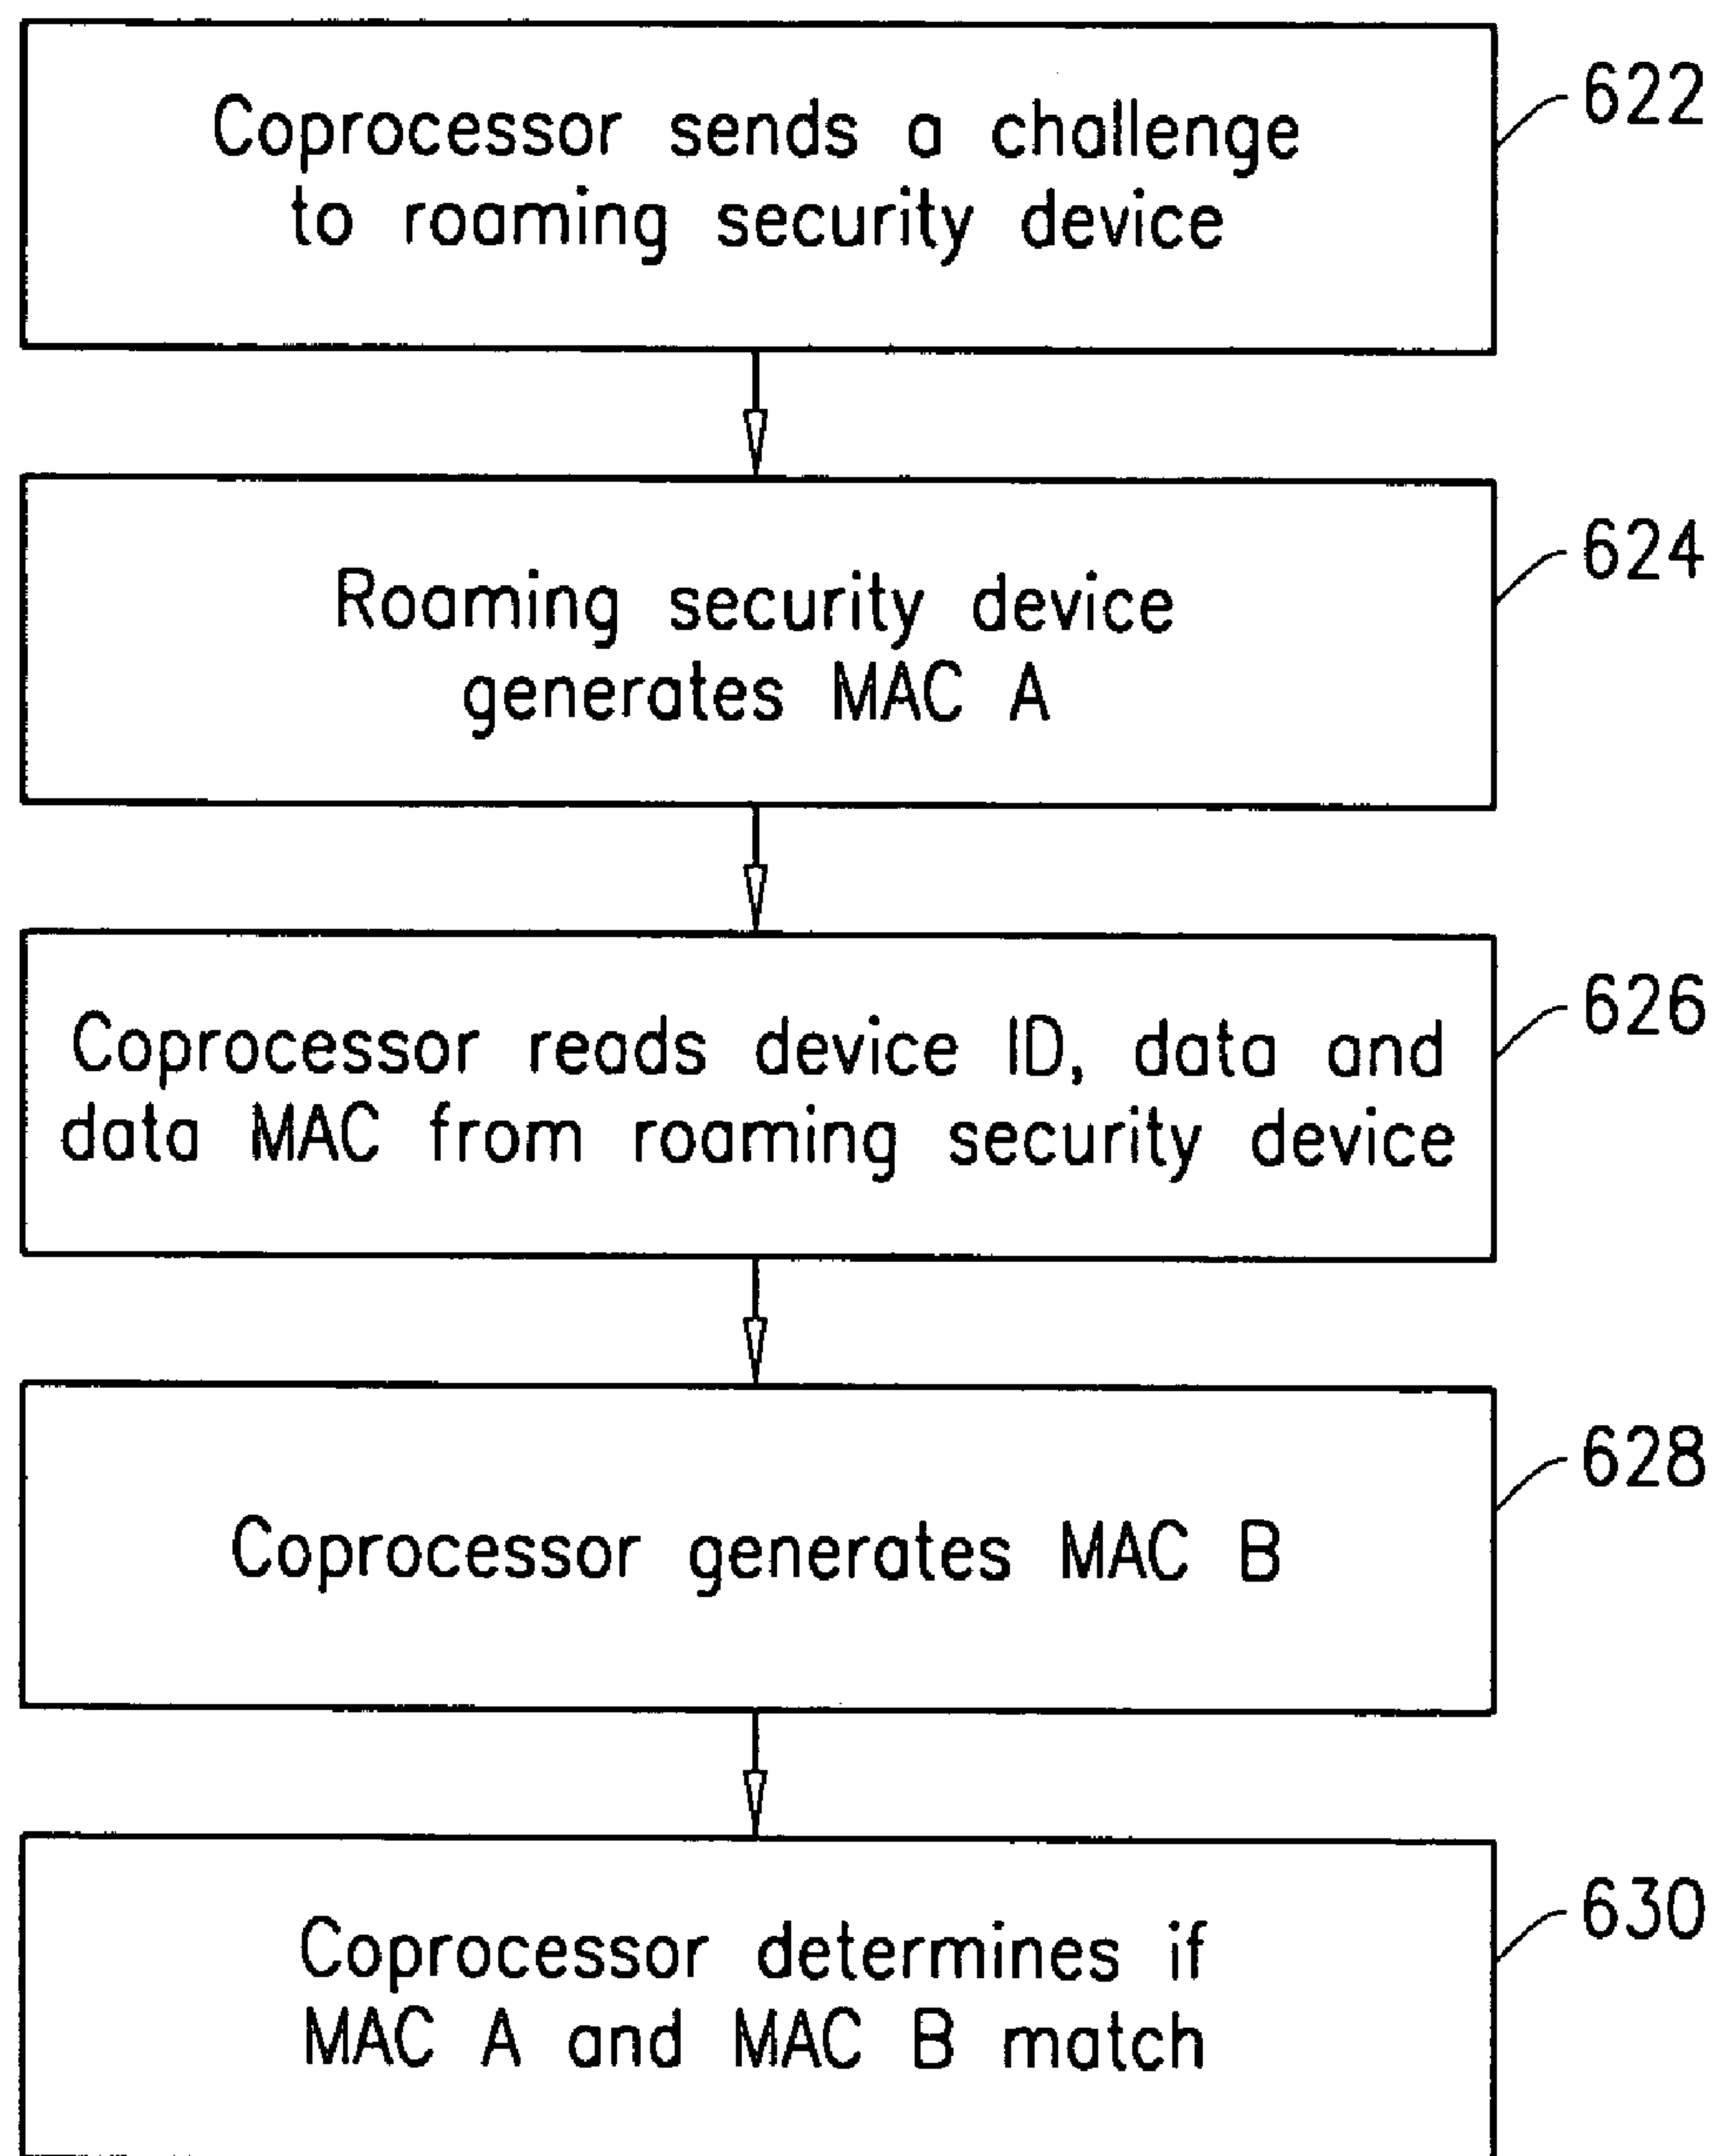 Coprocessor sends a challenge
to roaming security device
622
Roaming security device
generates MAC A
624
Coprocessor reads device ID, data and
data MAC from roaming security device
626
Coprocessor generates MAC B
628
Coprocessor determines if
MAC A and MAC B match
630